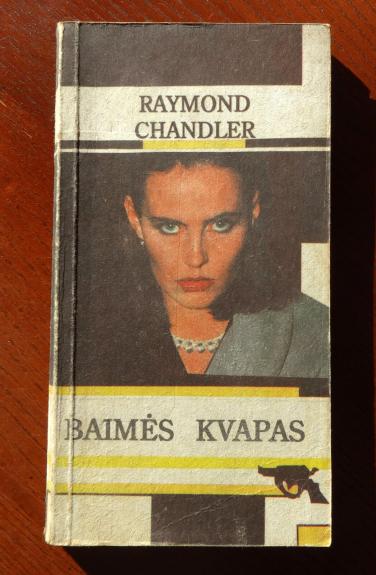 RAYMOND
CHANDLER
BAIMĖS KVAPAS